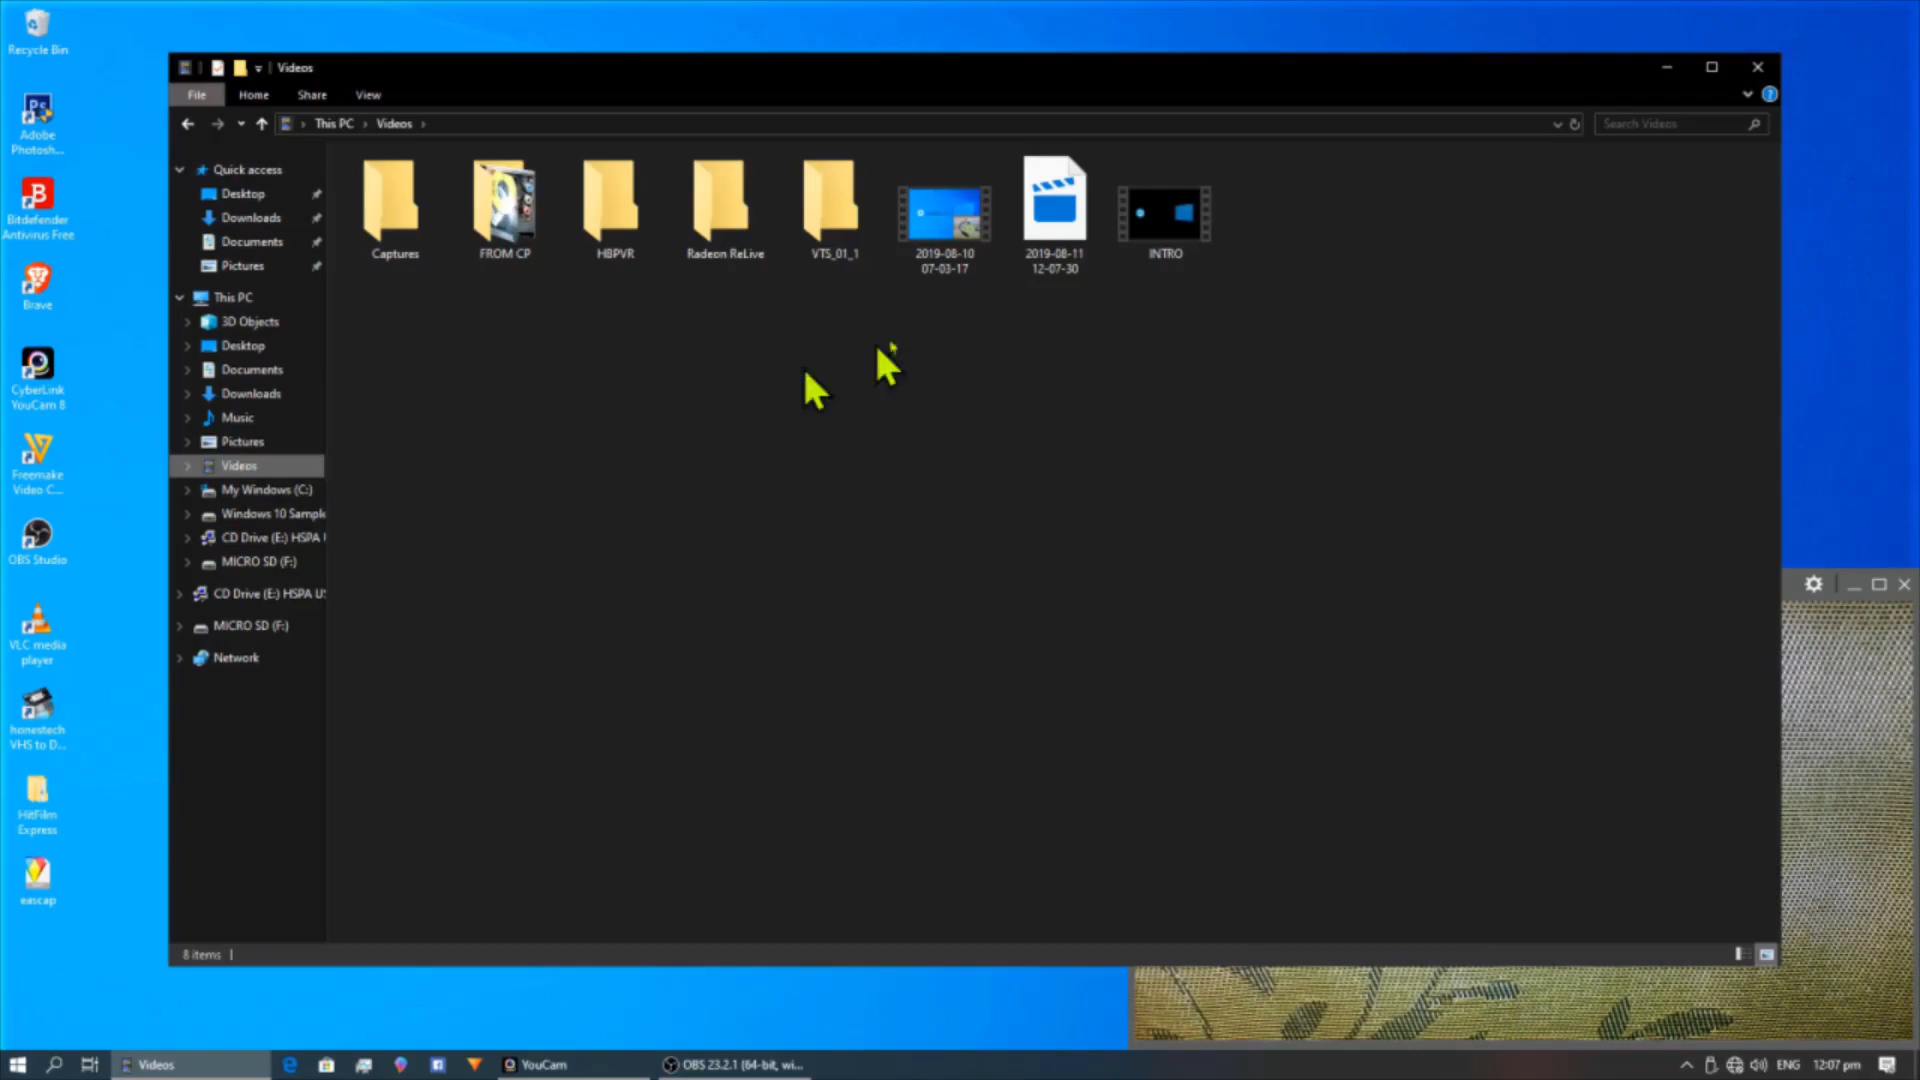 Recycle Bin
Adobe
Photosh...
Bitdefender
Antivirus Free
Brave
CyberLink
YouCam 8
Freemake
Video C...
OBS Studio
VLC media
player
honestech
VHS to D...
HitFilm
Express
eascap
Videos
File
Home
Share
View
This PC
Videos
Search Videos
Quick access
Desktop
Downloads
Documents
Pictures
This PC
3D Objects
Desktop
Documents
Downloads
Music
Pictures
Videos
My Windows (C:)
Windows 10 Sample
CD Drive (E:) HSPA U
MICRO SD (F:)
CD Drive (E:) HSPA US
MICRO SD (F:)
Network
Captures
FROM CP
HBPVR
Radeon ReLive
VTS_01_1
2019-08-10
07-03-17
2019-08-11
12-07-30
INTRO
8 items
Videos
YouCam
OBS 23.2.1 (64-bit, wi...
ENG
12:07 pm